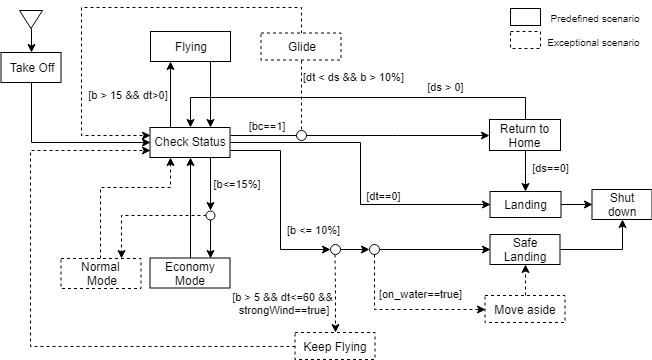 Predefined scenario
Exceptional scenario
Flying
Glide
Take Off
[dt < ds && b > 10%]
[b > 15 && dt>0]
[ds > 0]
[bc==1]
Check Status
Return to
Home
[b<=15%]
[ds==0]
[dt==0]
Landing
Shut
down
[b <= 10%]
Safe
Landing
Normal
Mode
Economy
Mode
[b > 5 && dt<=60 &&
strongWind==true]
[on_water==true]
Move aside
Keep Flying